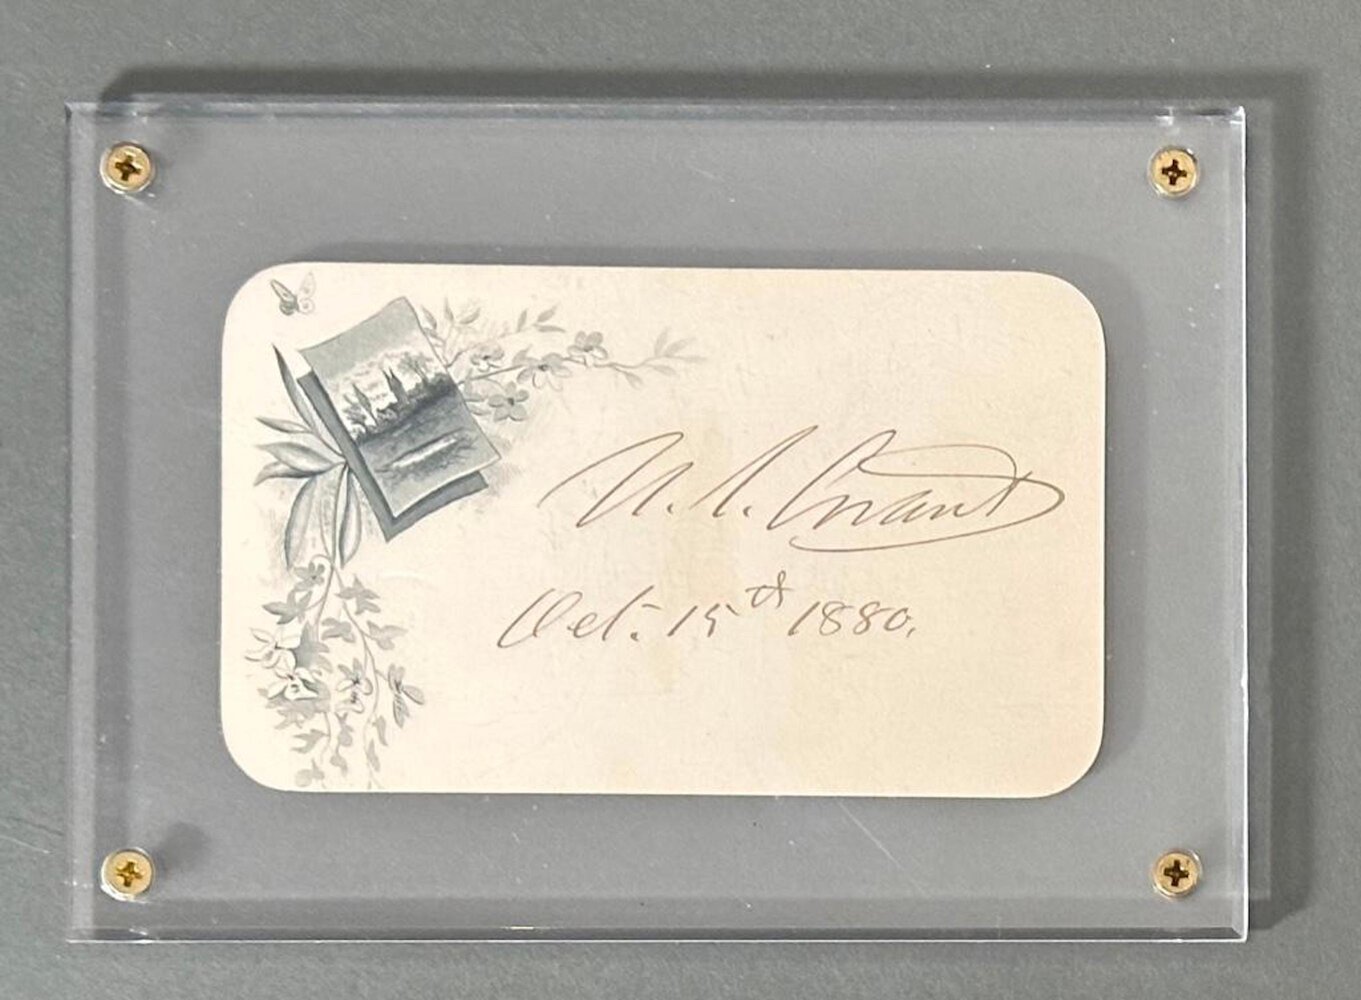 U. S. Grant
Oct. 15th 1880.